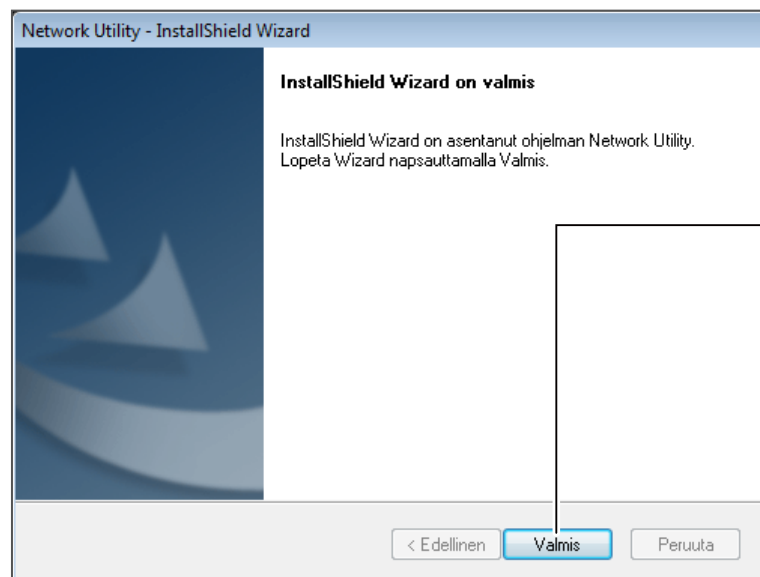 Network Utility - InstallShield Wizard
InstallShield Wizard on valmis
InstallShield Wizard on asentanut ohjelman Network Utility.
Lopeta Wizard napsauttamalla Valmis.
< Edellinen
Valmis
Peruuta